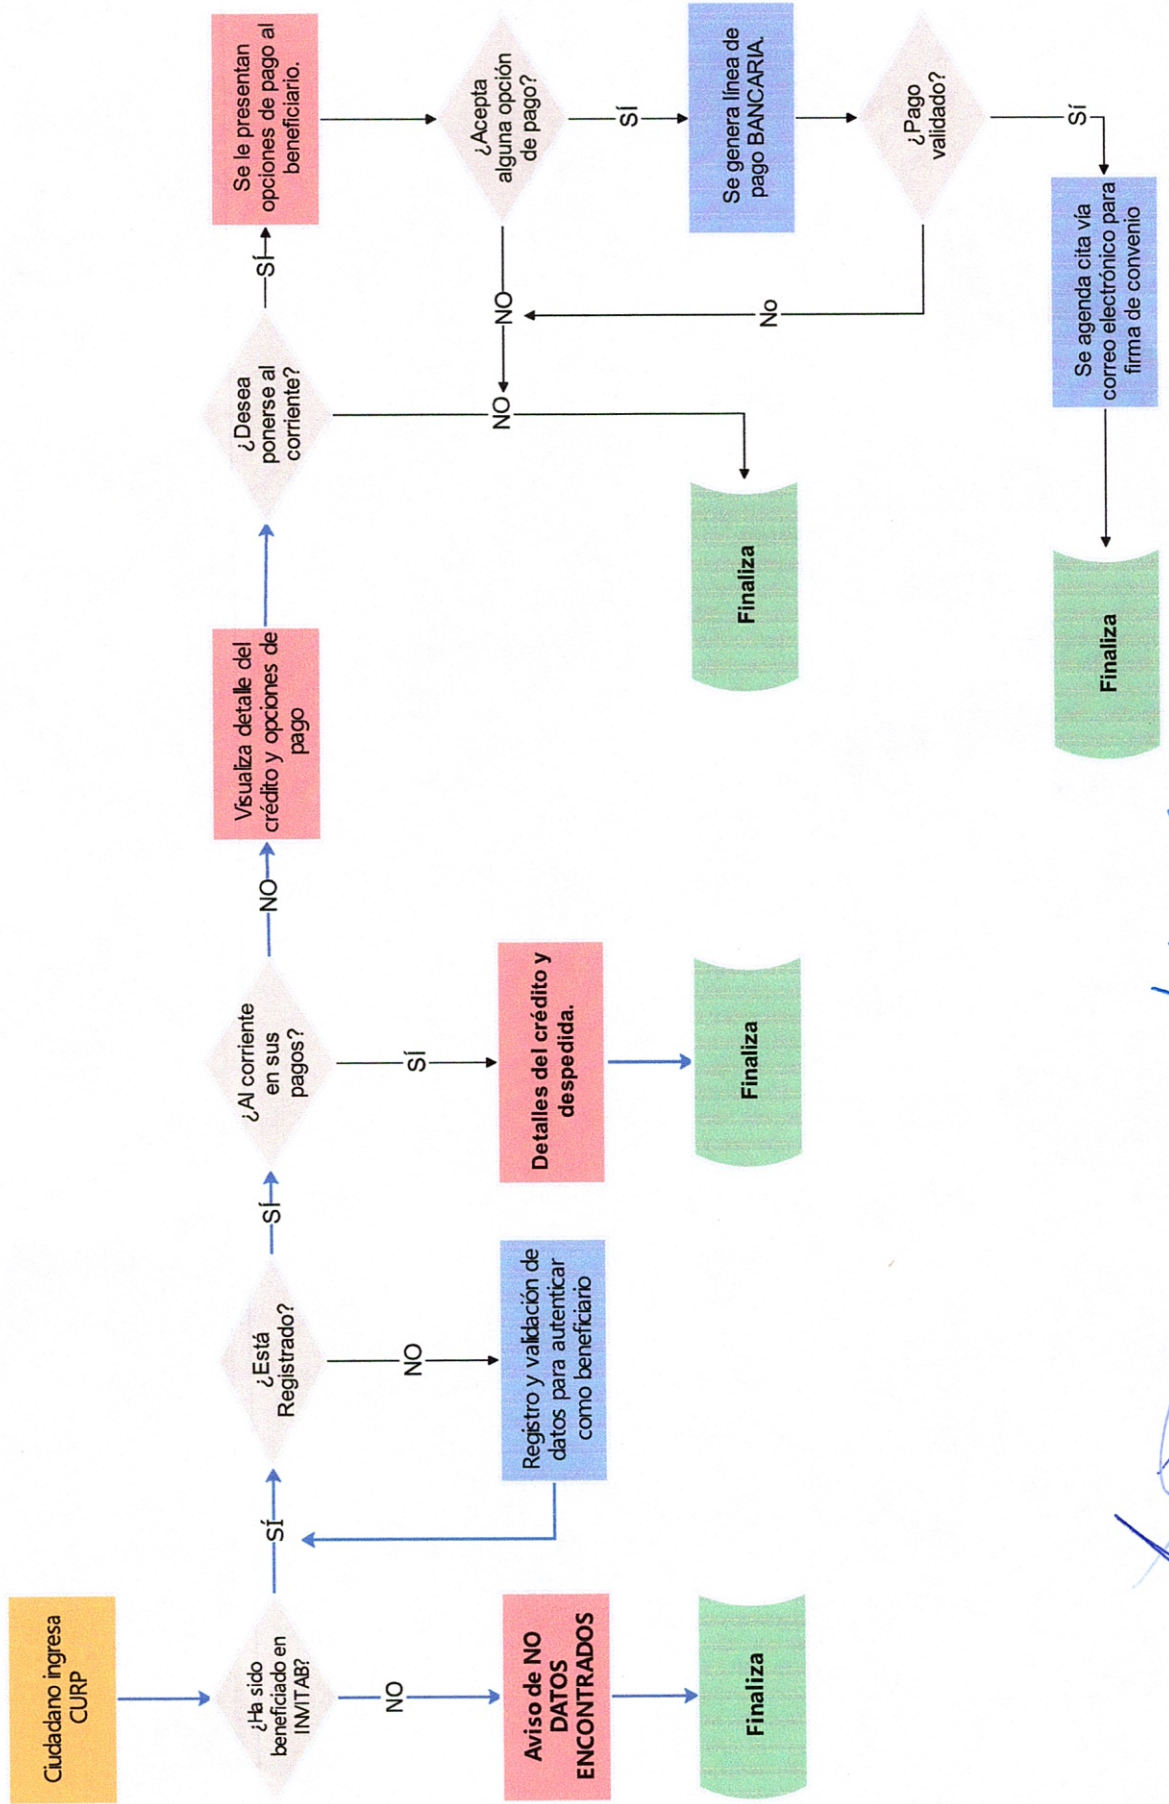 Ciudadano ingresa
CURP
¿Ha sido
beneficiado en
INVITAB?
NO
Aviso de NO
DATOS
ENCONTRADOS
Finaliza
SÍ
¿Está
Registrado?
NO
Registro y validación de
datos para autenticar
como beneficiario
SÍ
¿Al corriente
en sus
pagos?
SÍ
Detalles del crédito y
despedida.
Finaliza
NO
Visualiza detalle del
crédito y opciones de
pago
¿Desea
ponerse al
corriente?
NO
Finaliza
SÍ
Se le presentan
opciones de pago al
beneficiario.
¿Acepta
alguna opción
de pago?
NO
SÍ
Se genera línea de
pago BANCARIA.
¿Pago
validado?
No
SÍ
Se agenda cita vía
correo electrónico para
firma de convenio
Finaliza